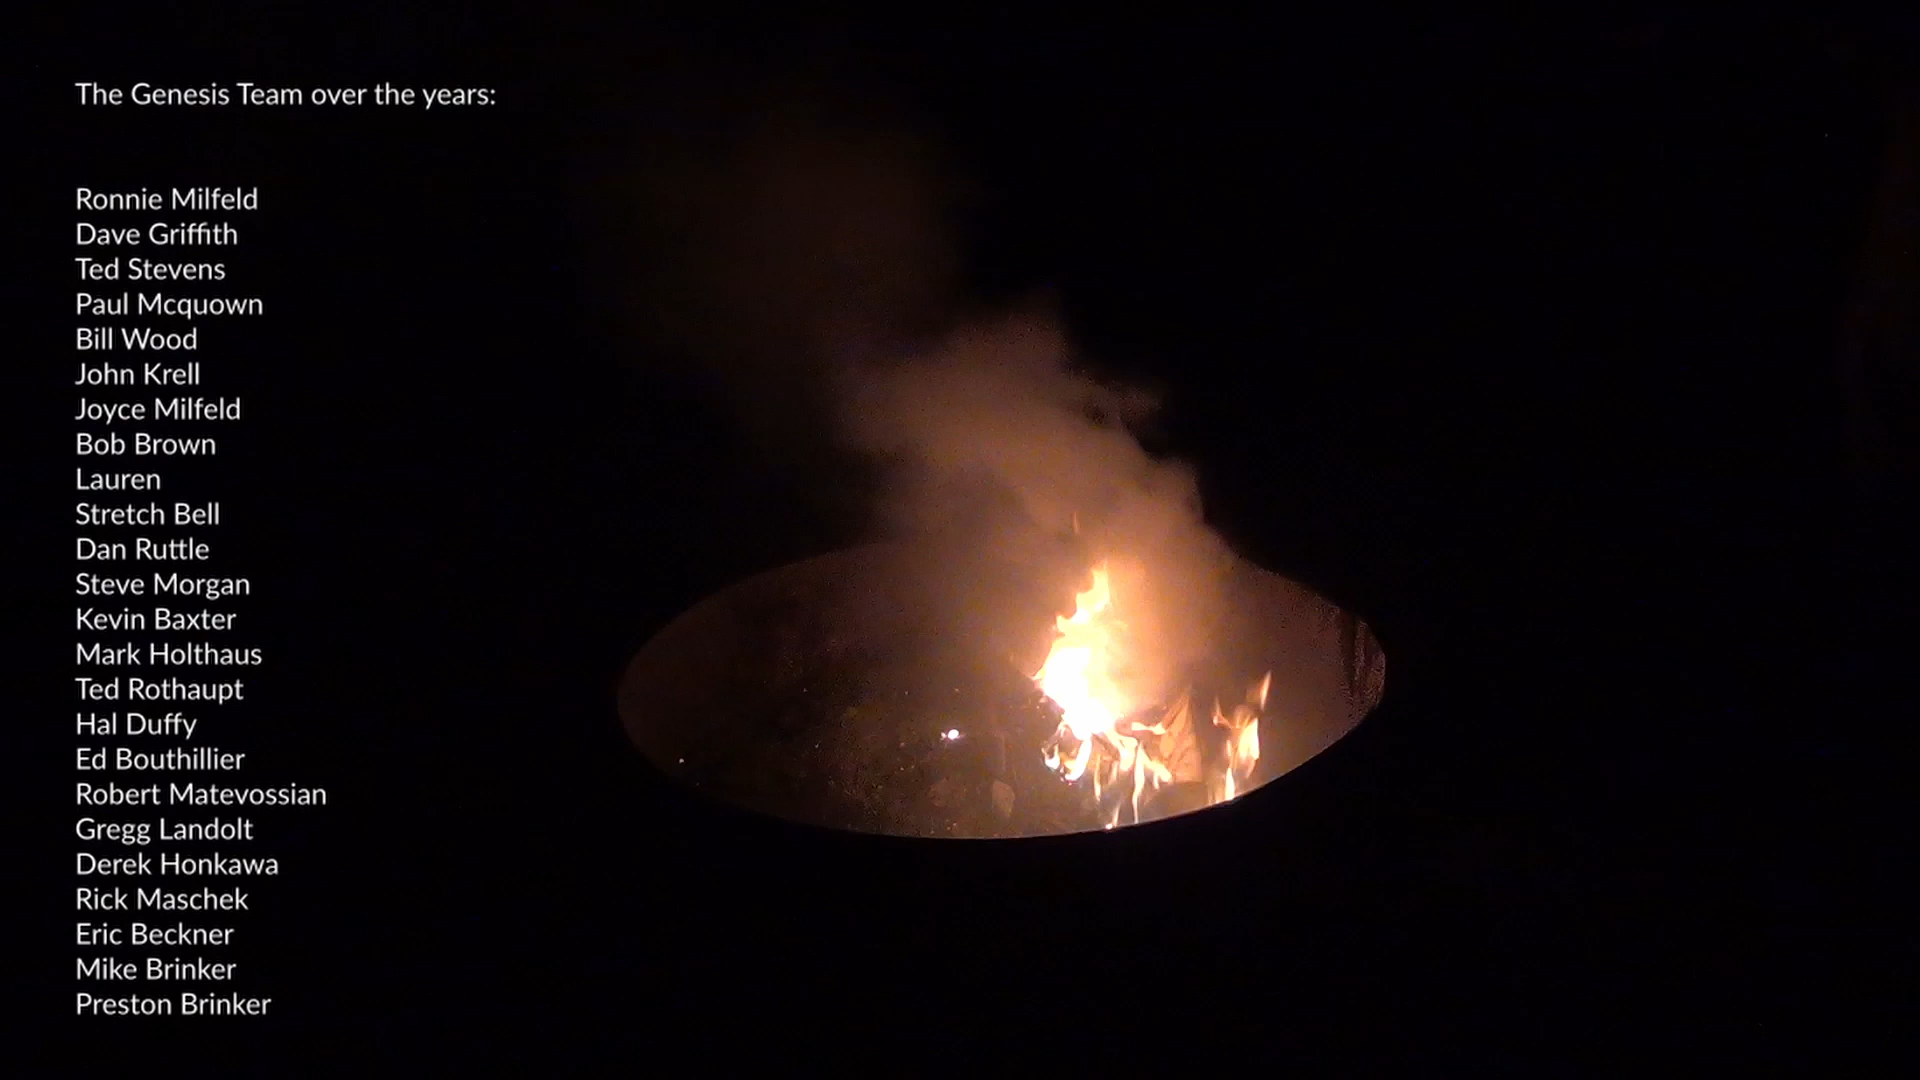 The Genesis Team over the years:
Ronnie Milfeld
Dave Griffith
Ted Stevens
Paul Mcquown
Bill Wood
John Krell
Joyce Milfeld
Bob Brown
Lauren
Stretch Bell
Dan Ruttle
Steve Morgan
Kevin Baxter
Mark Holthaus
Ted Rothaupt
Hal Duffy
Ed Bouthillier
Robert Matevossian
Gregg Landolt
Derek Honkawa
Rick Maschek
Eric Beckner
Mike Brinker
Preston Brinker